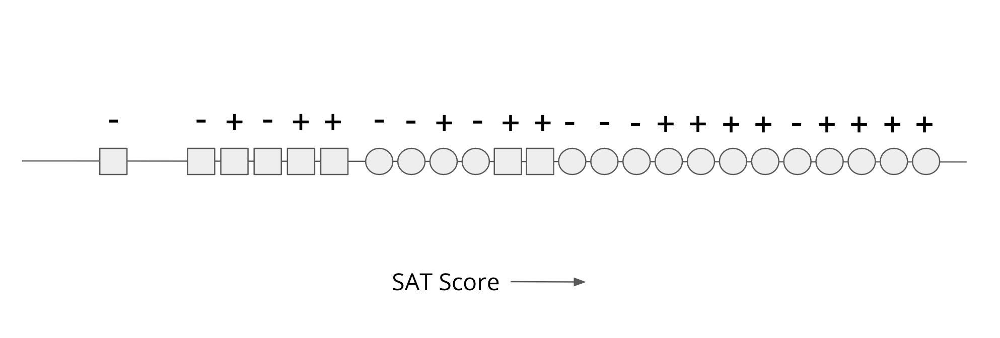 - - + - + + - - + - + + - - - + + + + - + + + +
SAT Score